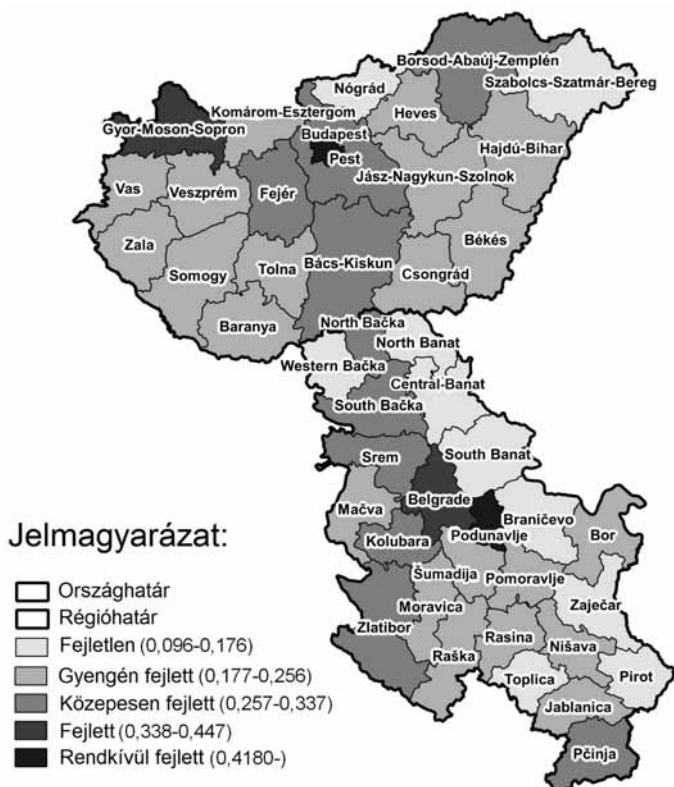 Borsod-Abaúj-Zemplén
Szabolcs-Szatmár-Bereg
Nógrád
Komárom-Esztergom
Heves
Gyor-Moson-Sopron
Budapest
Pest
Hajdú-Bihar
Jász-Nagykun-Szolnok
Vas
Veszprém
Fejér
Zala
Békés
Somogy
Tolna
Bács-Kiskun
Csongrád
Baranya
North Bačka
North Banat
Western Bačka
Central-Banat
South Bačka
Srem
South Banat
Mačva
Belgrade
Braničevo
Bor
Kolubara
Podunavlje
Šumadija
Pomoravlje
Moravica
Zaječar
Zlatibor
Rasina
Nišava
Raška
Toplica
Pirot
Jablanica
Pčinja
Jelmagyarázat:
Országhatár
Régióhatár
Fejletlen (0,096-0,176)
Gyengén fejlett (0,177-0,256)
Közepesen fejlett (0,257-0,337)
Fejlett (0,338-0,447)
Rendkívül fejlett (0,4180-)